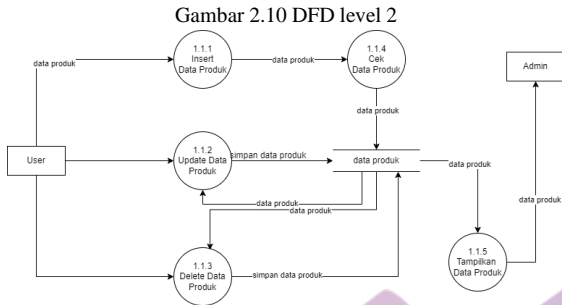 Gambar 2.10 DFD level 2
1.1.1
Insert
Data Produk
1.1.4
Cek
Data Produk
Admin
data produk
data produk
data produk
User
1.1.2
Update Data
Produk
simpan data produk
data produk
data produk
data produk
data produk
data produk
1.1.3
Delete Data
Produk
simpan data produk
1.1.5
Tampilkan
Data Produk